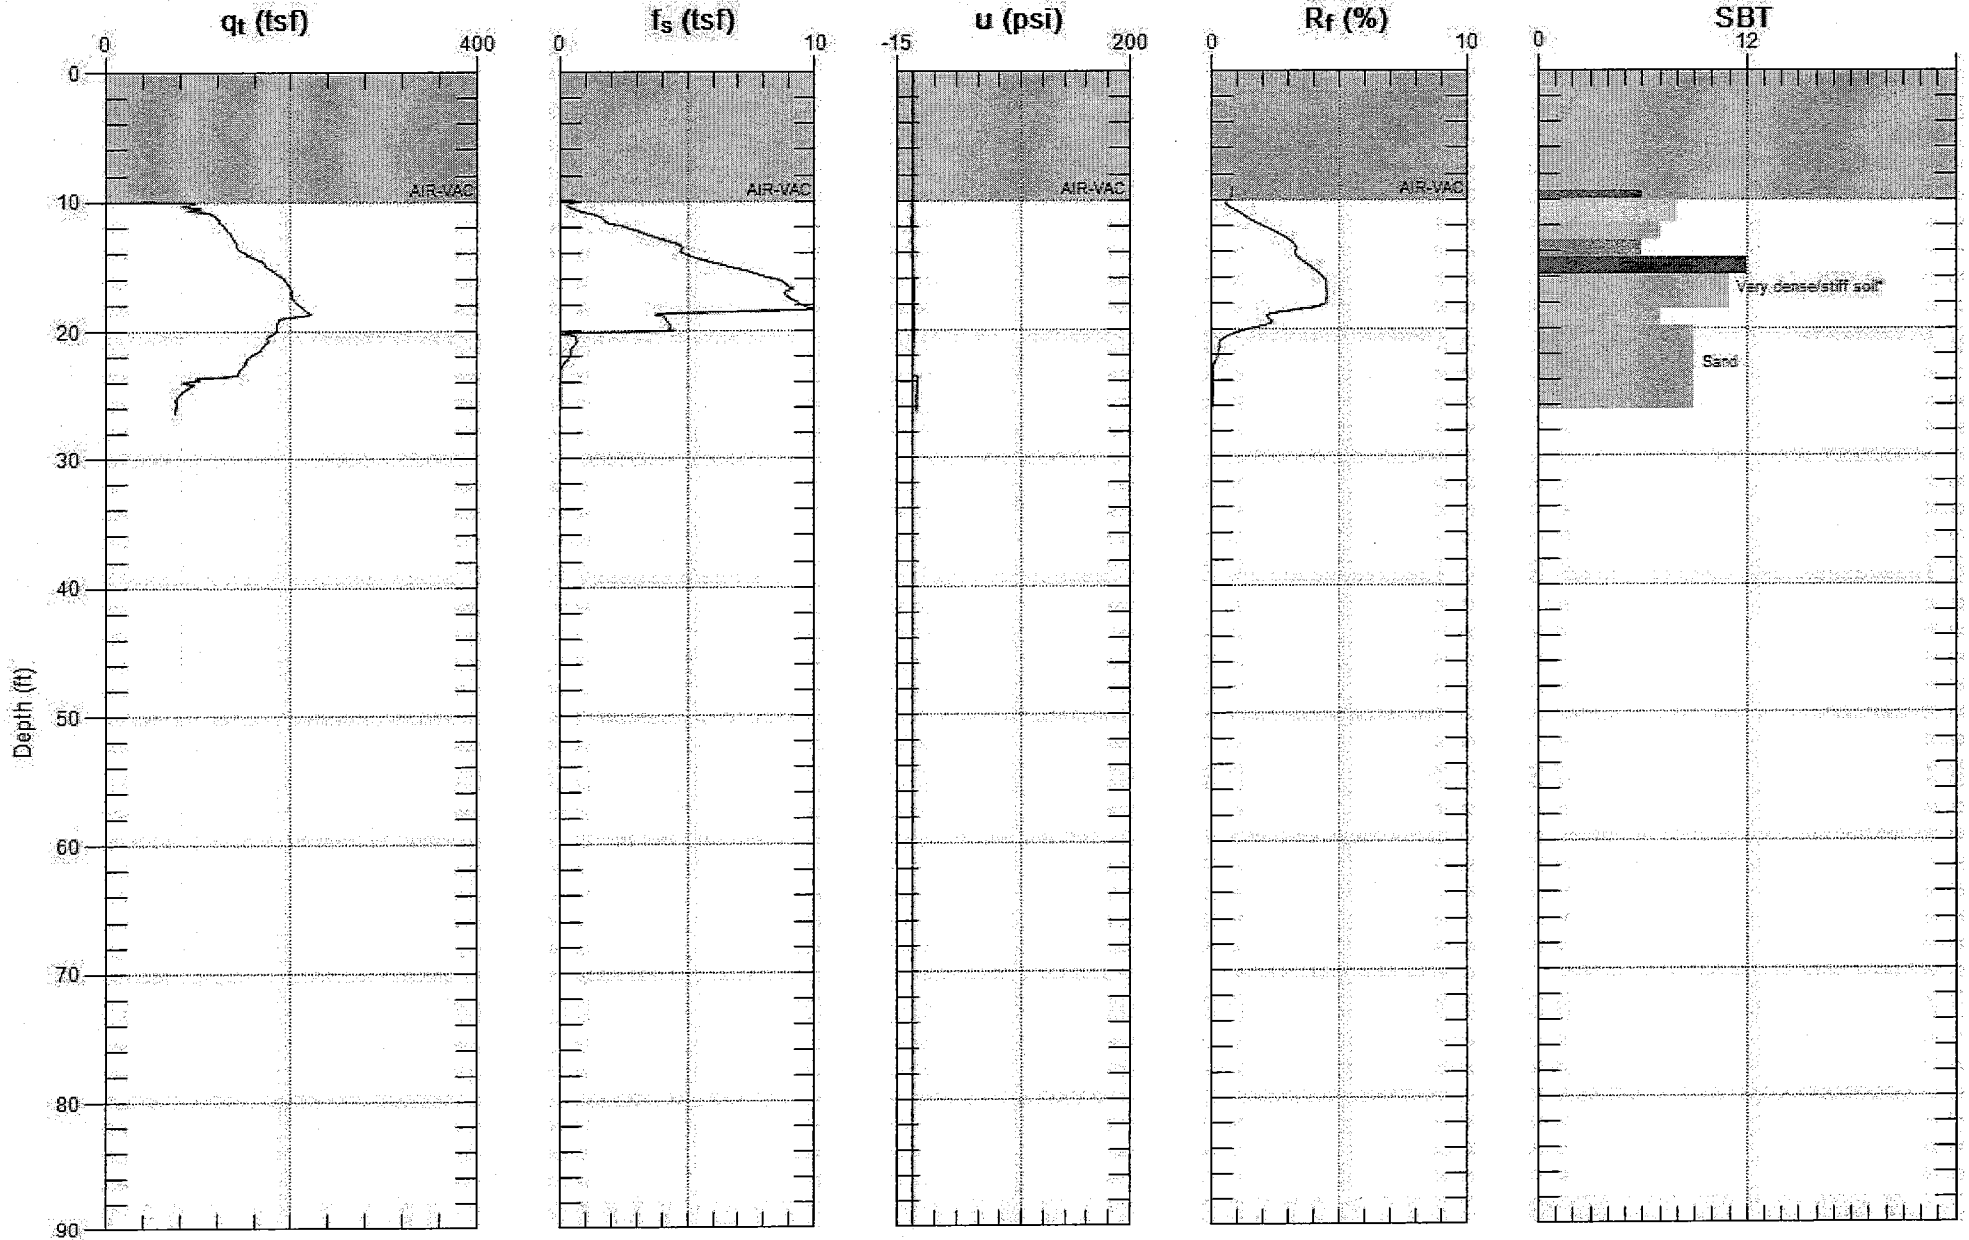 qt (tsf) fs (tsf) u (psi) Rf (%) SBT
0 400 0 10 -15 200 0 10 0 12
0
AIR-VAC AIR-VAC AIR-VAC AIR-VAC
10
Very dense/stiff soil*
20
Sand
30
40
Depth (ft)
50
60
70
80
90